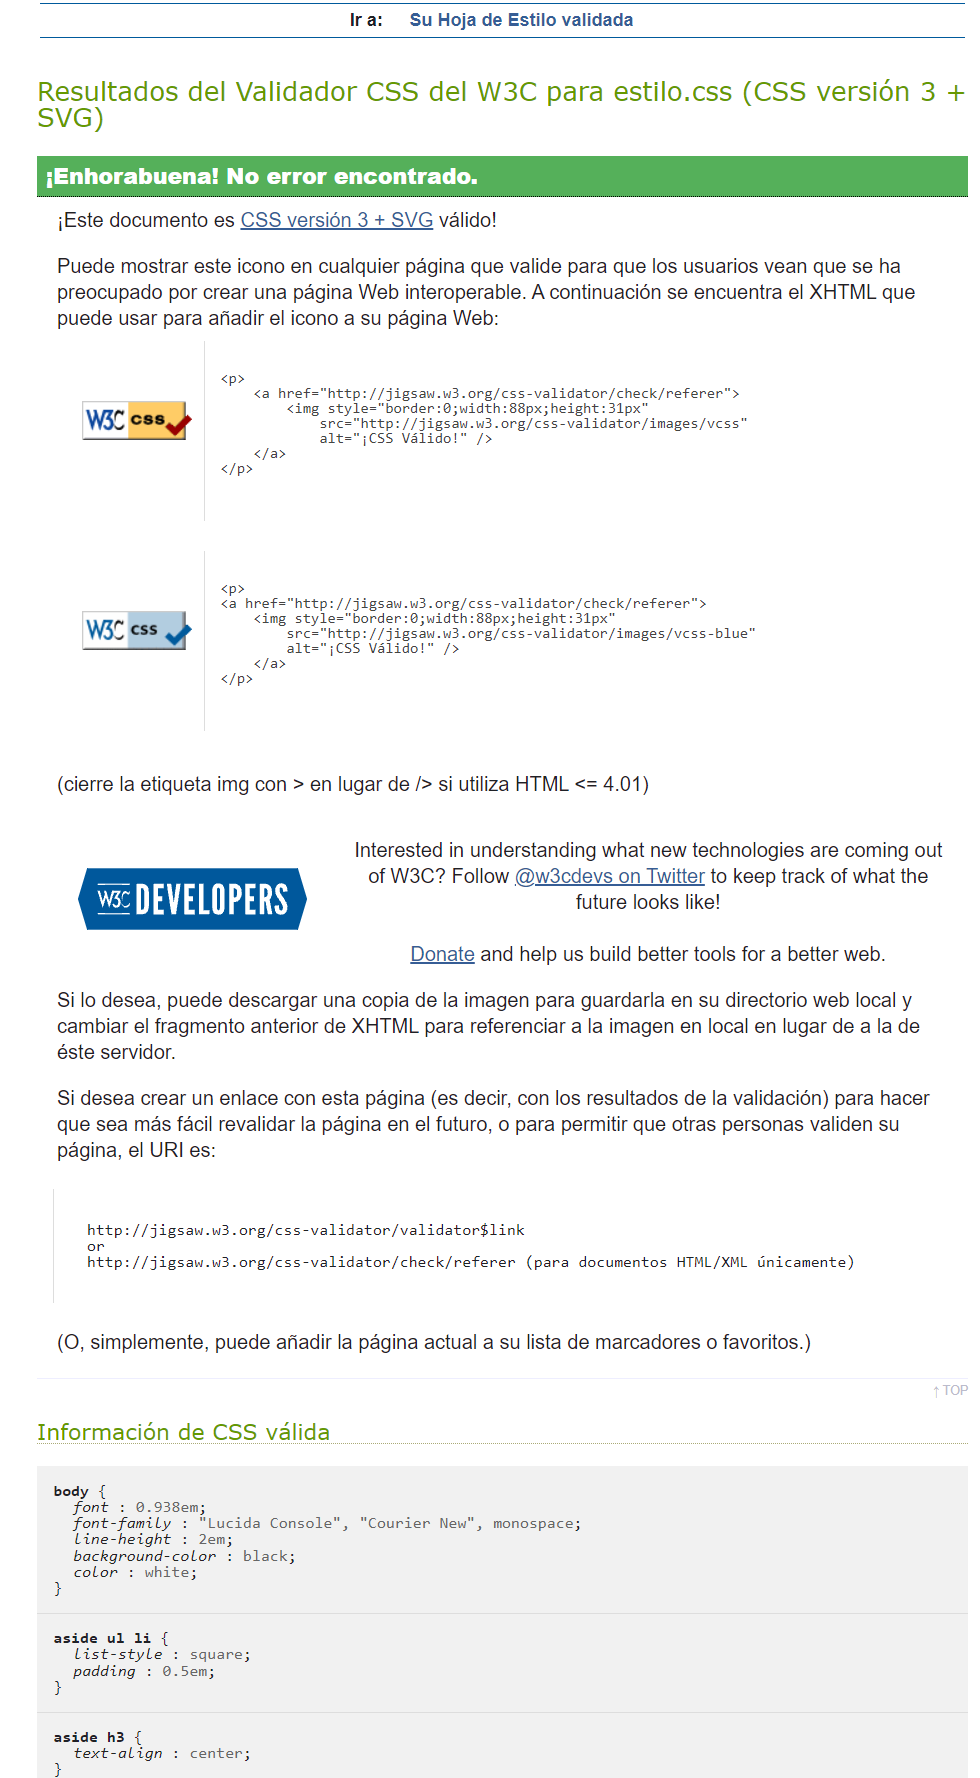 Ir a: Su Hoja de Estilo validada
Resultados del Validador CSS del W3C para estilo.css (CSS versión 3 +
SVG)
¡Enhorabuena! No error encontrado.
¡Este documento es CSS versión 3 + SVG válido!
Puede mostrar este icono en cualquier página que valide para que los usuarios vean que se ha
preocupado por crear una página Web interoperable. A continuación se encuentra el XHTML que
puede usar para añadir el icono a su página Web:
W3C css
<p>
<a href="http://jigsaw.w3.org/css-validator/check/referer">
<img style="border:0;width:88px;height:31px"
src="http://jigsaw.w3.org/css-validator/images/vcss"
alt="¡CSS Válido!" />
</a>
</p>
W3C css
<p>
<a href="http://jigsaw.w3.org/css-validator/check/referer">
<img style="border:0;width:88px;height:31px"
src="http://jigsaw.w3.org/css-validator/images/vcss-blue"
alt="¡CSS Válido!" />
</a>
</p>
(cierre la etiqueta img con > en lugar de /> si utiliza HTML <= 4.01)
W3C DEVELOPERS
Interested in understanding what new technologies are coming out
of W3C? Follow @w3cdevs on Twitter to keep track of what the
future looks like!
Donate and help us build better tools for a better web.
Si lo desea, puede descargar una copia de la imagen para guardarla en su directorio web local y
cambiar el fragmento anterior de XHTML para referenciar a la imagen en local en lugar de a la de
éste servidor.
Si desea crear un enlace con esta página (es decir, con los resultados de la validación) para hacer
que sea más fácil revalidar la página en el futuro, o para permitir que otras personas validen su
página, el URI es:
http://jigsaw.w3.org/css-validator/validator$link
or
http://jigsaw.w3.org/css-validator/check/referer (para documentos HTML/XML únicamente)
(O, simplemente, puede añadir la página actual a su lista de marcadores o favoritos.)
↑ TOP
Información de CSS válida
body {
font : 0.938em;
font-family : "Lucida Console", "Courier New", monospace;
line-height : 2em;
background-color : black;
color : white;
}
aside ul li {
list-style : square;
padding : 0.5em;
}
aside h3 {
text-align : center;
}